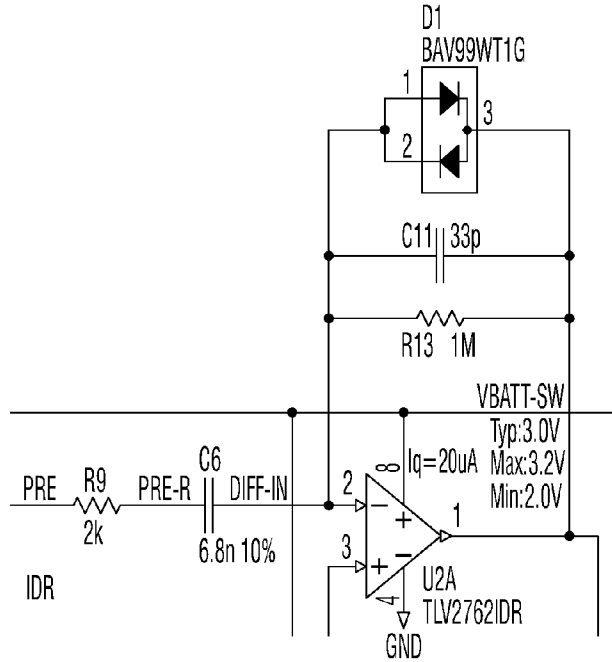 D1
BAV99WT1G
1
3
2
C11 33p
R13 1M
VBATT-SW
Typ:3.0V
Max:3.2V
Min:2.0V
8
Iq=20uA
PRE
R9
2k
PRE-R
C6
6.8n 10%
DIFF-IN
2
1
3
4
U2A
TLV2762IDR
GND
IDR